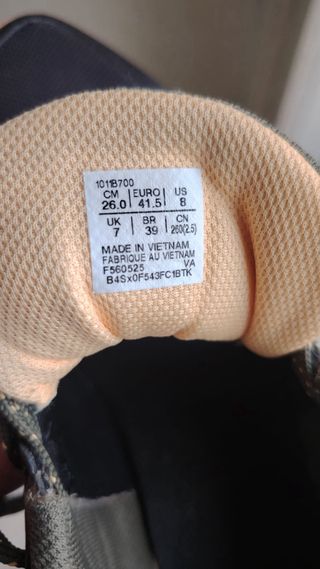 1011B700
CM EURO US
26.0 41.5 8
UK BR CN
7 39 260(2.5)
MADE IN VIETNAM
FABRIQUE AU VIETNAM
F560525 VA
B4Sx0F543FC1BTK